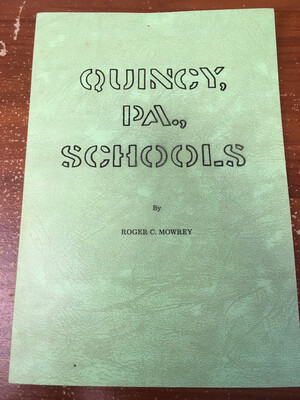 QUINCY,
PA.,
SCHOOLS
By
ROGER C. MOWREY